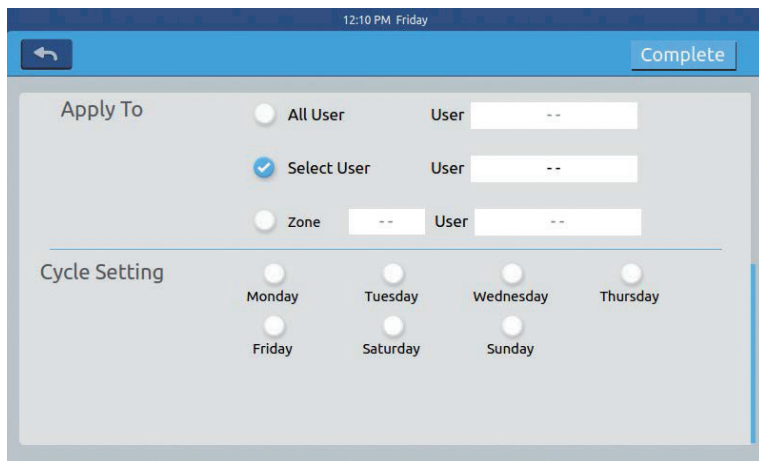 12:10 PM Friday
Complete
Apply To
All User User --
Select User User --
Zone -- User --
Cycle Setting
Monday Tuesday Wednesday Thursday
Friday Saturday Sunday